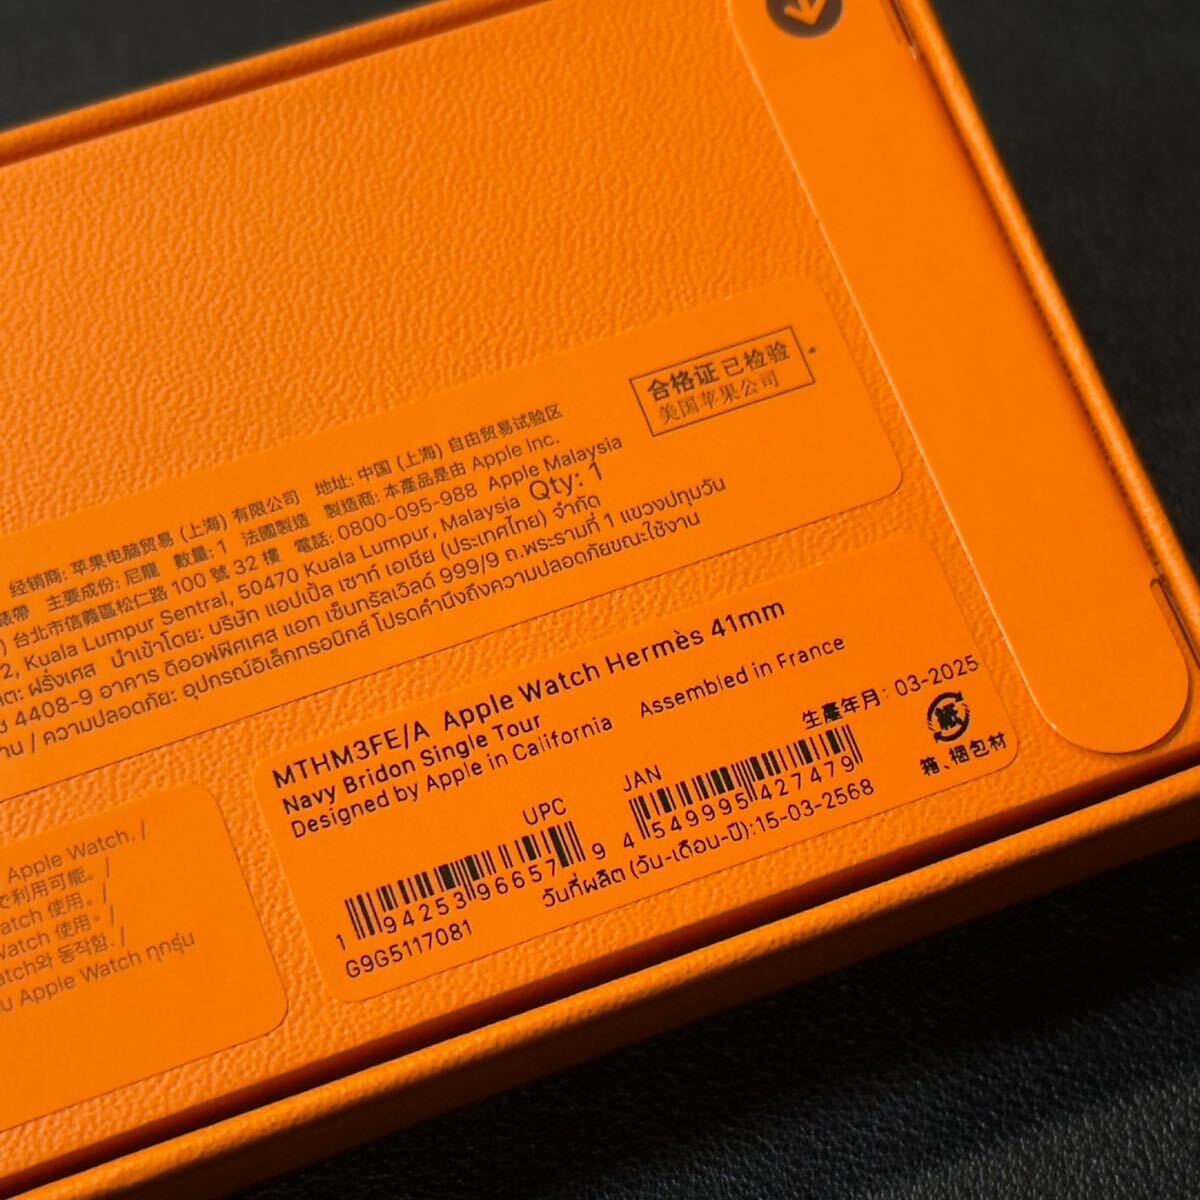 合格证 已检验
美国苹果公司
经销商: 苹果电脑贸易 (上海) 有限公司 地址: 中国 (上海) 自由贸易试验区
錶帶 主要成份: 尼龍 數量: 1 法國製造 製造商: 本產品是由 Apple Inc.
台北市信義區松仁路 100 號 32 樓 電話: 0800-095-988 Apple Malaysia
2, Kuala Lumpur Sentral, 50470 Kuala Lumpur, Malaysia Qty: 1
ฝรั่งเศส นำเข้าโดย: บริษัท แอปเปิ้ล เซาท์ เอเชีย (ประเทศไทย) จำกัด
4408-9 อาคาร ดิออฟฟิศเศส แอท เซ็นทรัลเวิลด์ 999/9 ถ.พระรามที่ 1 แขวงปทุมวัน
/ ความปลอดภัย: อุปกรณ์อิเล็กทรอนิกส์ โปรดคำนึงถึงความปลอดภัยขณะใช้งาน
MTHM3FE/A Apple Watch Hermès 41mm
Navy Bridon Single Tour
Designed by Apple in California Assembled in France
生產年月: 03-2025
紙
箱、梱包材
UPC
1 94253 96657 9
JAN
4 549995 427479
วันที่ผลิต (วัน-เดือน-ปี):15-03-2568
G9G5117081
Apple Watch. /
で利用可能。/
atch 使用。/
Watch 使用。/
atch와 동작함. /
บ Apple Watch ทุกรุ่น